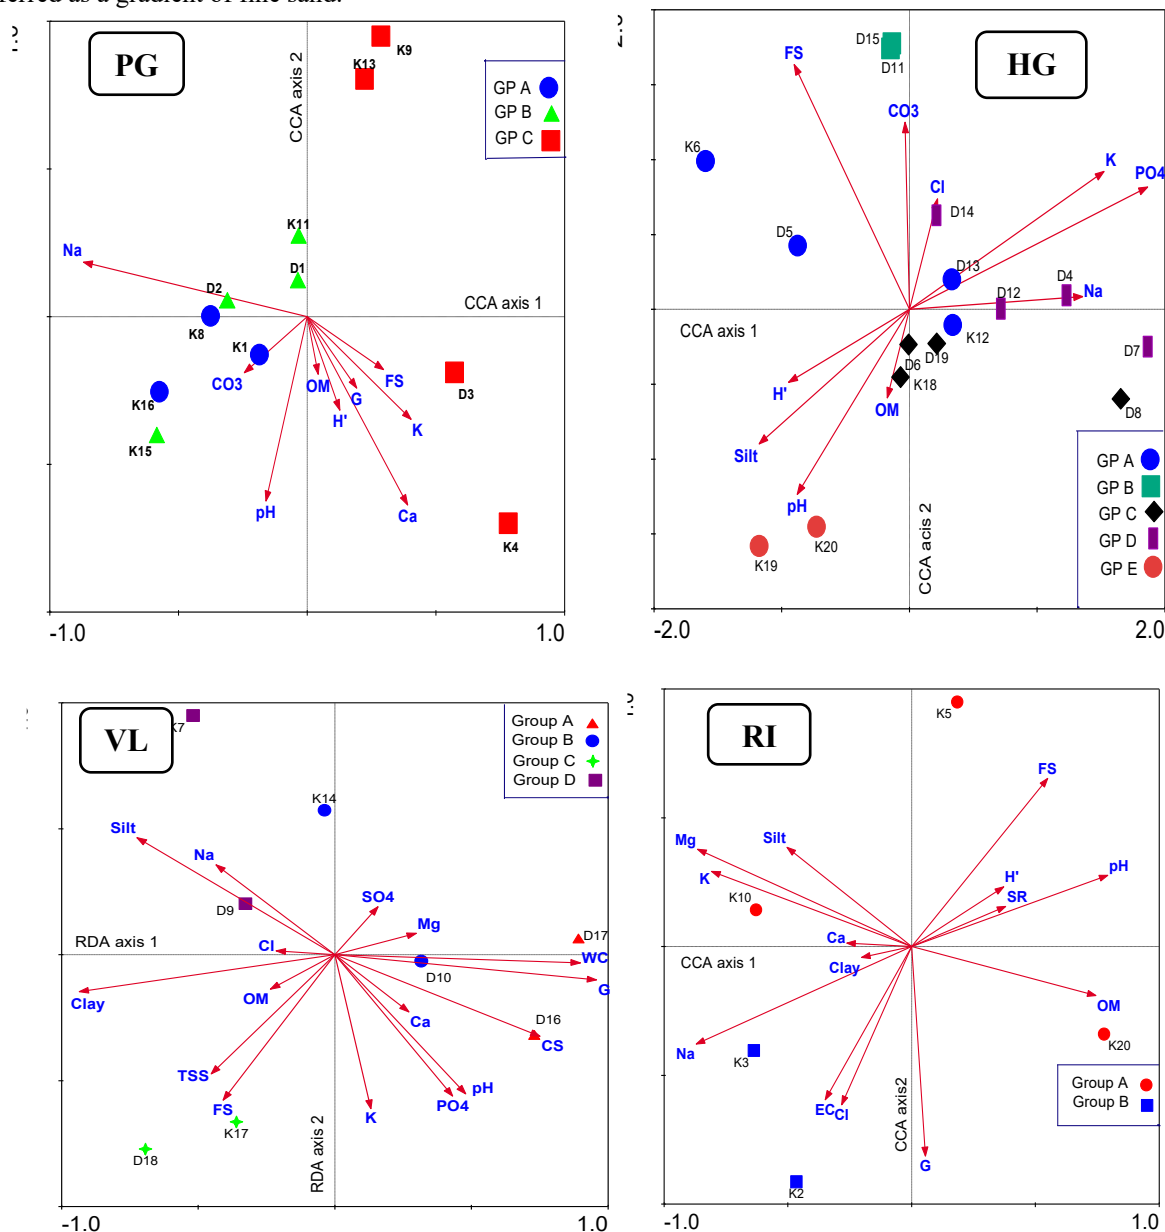 ferred as a gradient of fine sand.
PG
CCA axis 2
K9
K13
GP A
GP B
GP C
K11
Na
D1
D2
CCA axis 1
K8
K1
CO3
OM
FS
G
D3
K16
H'
K
K15
pH
Ca
K4
-1.0
1.0
HG
D15
D11
FS
CO3
K6
K
PO4
Cl
D14
D5
D13
D4
Na
D12
CCA axis 1
K12
D7
D6
D19
K18
H'
OM
D8
Silt
GP A
GP B
GP C
GP D
GP E
pH
K20
K19
CCA acis 2
-2.0
2.0
VL
K7
Group A
Group B
Group C
Group D
K14
Silt
Na
SO4
Mg
D9
D17
RDA axis 1
Cl
WC
D10
G
Clay
OM
Ca
D16
CS
TSS
pH
FS
PO4
K
K17
D18
RDA axis 2
-1.0
1.0
RI
K5
FS
Mg
Silt
K
H'
pH
SR
K10
Ca
CCA axis 1
Clay
OM
Na
K3
K20
EC
Cl
Group A
Group B
CCA axis2
G
K2
-1.0
1.0